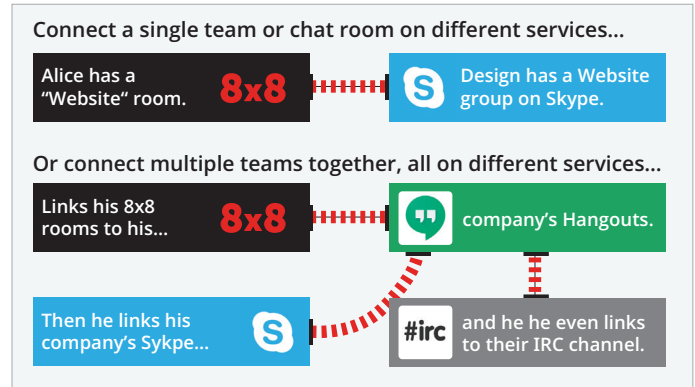 Connect a single team or chat room on different services...
Alice has a
“Website“ room.
8x8
S
Design has a Website
group on Skype.
Or connect multiple teams together, all on different services...
Links his 8x8
rooms to his...
8x8
company’s Hangouts.
Then he links his
company’s Sykpe...
S
#irc
and he he even links
to their IRC channel.